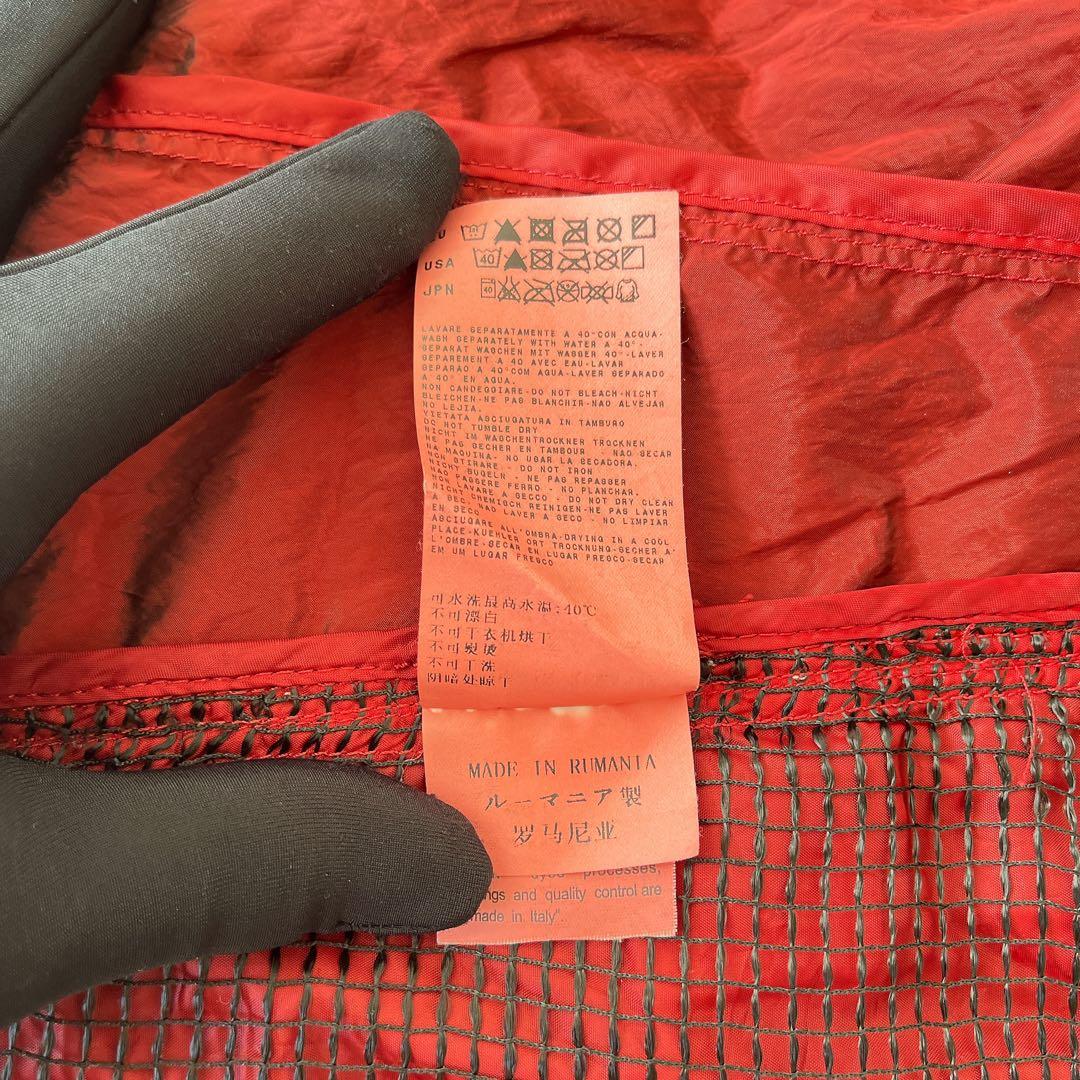 U
USA 40
JPN 40
LAVARE SEPARATAMENTE A 40°CON ACQUA-
WASH SEPARATELY WITH WATER A 40°-
SEPARAT WASCHEN MIT WASSER 40°-LAVER
SEPAREMENT A 40 AVEC EAU-LAVAR
SEPARAO A 40°COM AGUA-LAVER SEPARADO
A 40° EN AQUA.
NON CANDEGGIARE-DO NOT BLEACH-NICHT
BLEICHEN-NE PAS BLANCHIR-NAO ALVEJAR
NO LEJIA.
VIETATA ASCIUGATURA IN TAMBURO
DO NOT TUMBLE DRY
NICHT IM WASCHENTROCKNER TROCKNEN
NE PAS SECHER EN TAMBOUR - NAO SECAR
NA MAQUINA- NO USAR LA SECADORA.
NON STIRARE - DO NOT IRON
NICHT BUGELN - NE PAS REPASSER
NAO PASSERE FERRO - NO PLANCHAR.
NON LAVARE A SECCO - DO NOT DRY CLEAN
NICHT CHEMISCH REINIGEN-NE PAS LAVER
A SEC-NAO LAVER A SECO - NO LIMPIAR
EN SECO
ASCIUGARE ALL'OMBRA-DRYING IN A COOL
PLACE-KUEHLER ORT TROCKNUNG-SECHER A'
L'OMBRE-SECAR EN LUGAR FRESCO-SECAR
EM UM LUGAR FRESCO
可水洗最高水温:40℃
不可漂白
不可干衣机烘干
不可熨烫
不可干洗
阴暗处晾干
MADE IN RUMANIA
ルーマニア製
罗马尼亚
dyed processes,
ngs and quality control are
made in Italy".